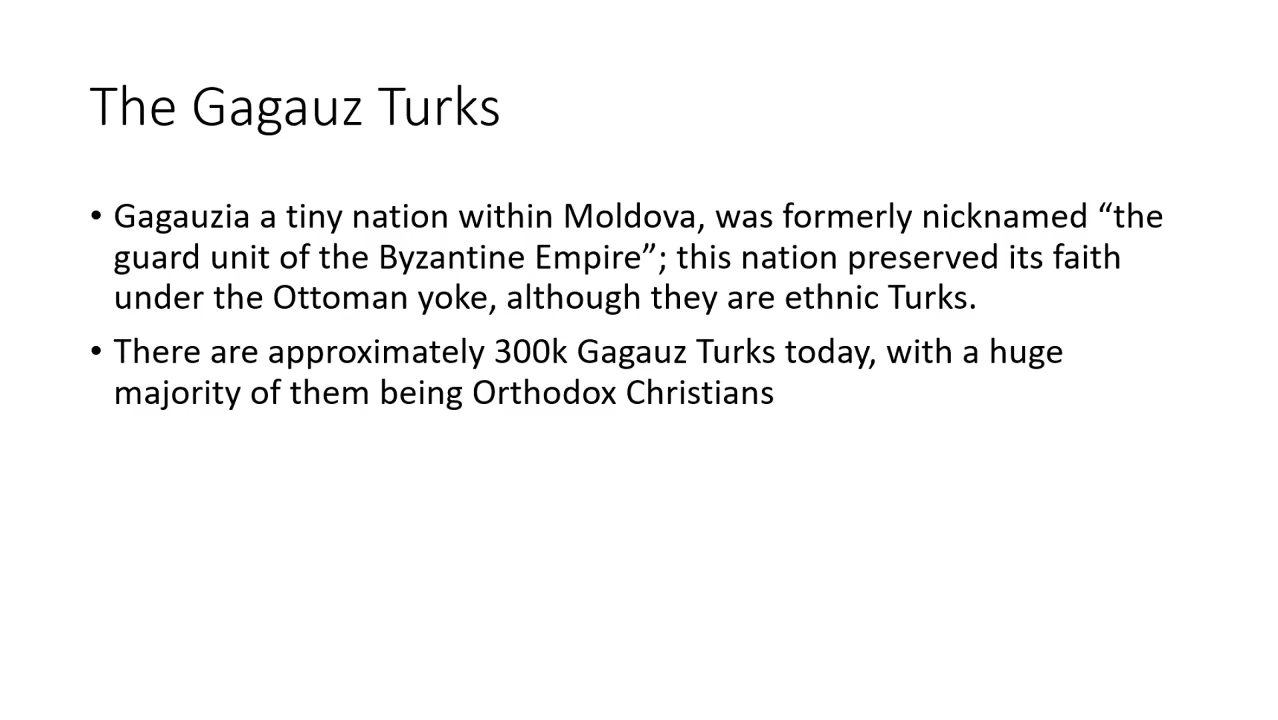 The Gagauz Turks
• Gagauzia a tiny nation within Moldova, was formerly nicknamed “the
guard unit of the Byzantine Empire”; this nation preserved its faith
under the Ottoman yoke, although they are ethnic Turks.
• There are approximately 300k Gagauz Turks today, with a huge
majority of them being Orthodox Christians